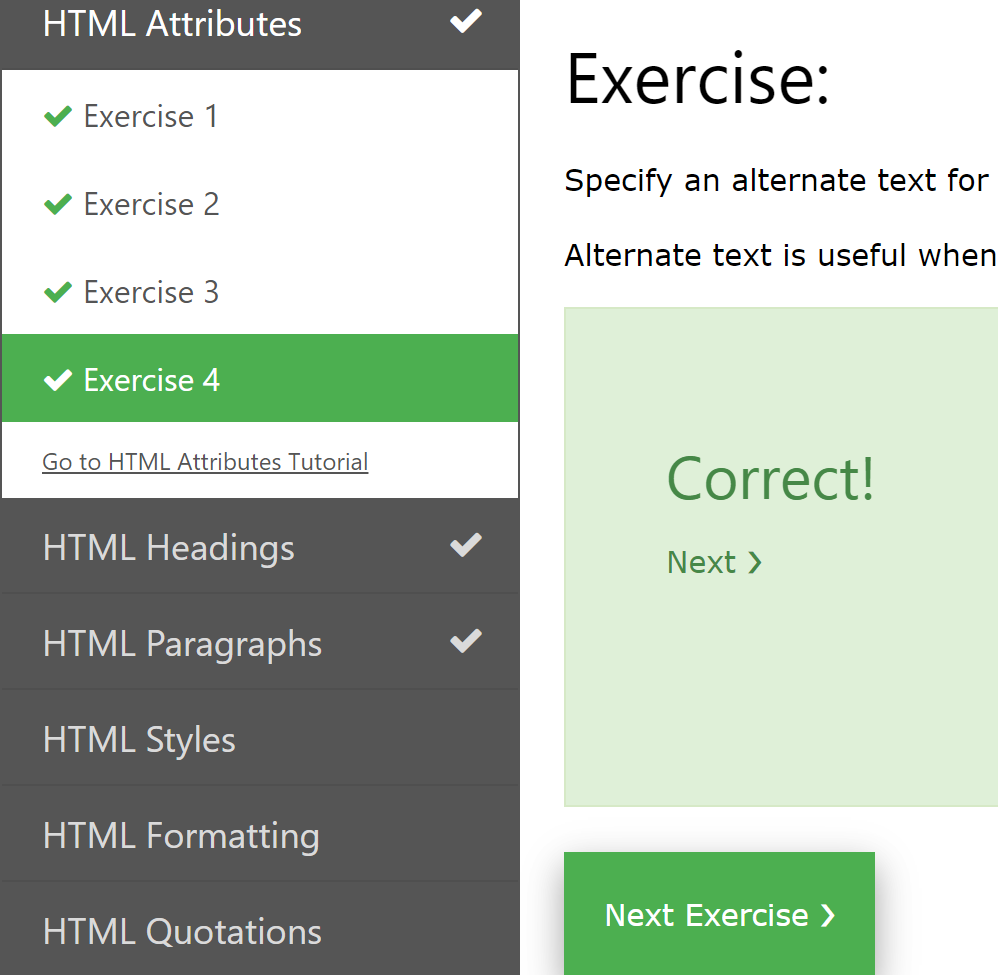 HTML Attributes
Exercise 1
Exercise 2
Exercise 3
Exercise 4
Go to HTML Attributes Tutorial
HTML Headings
HTML Paragraphs
HTML Styles
HTML Formatting
HTML Quotations
Exercise:
Specify an alternate text for
Alternate text is useful when
Correct!
Next ❯
Next Exercise ❯